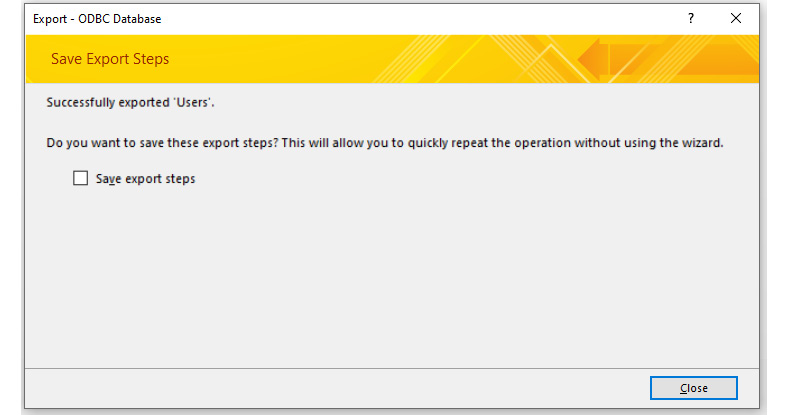 Export - ODBC Database
?
Save Export Steps
Successfully exported 'Users'.
Do you want to save these export steps? This will allow you to quickly repeat the operation without using the wizard.
Save export steps
Close